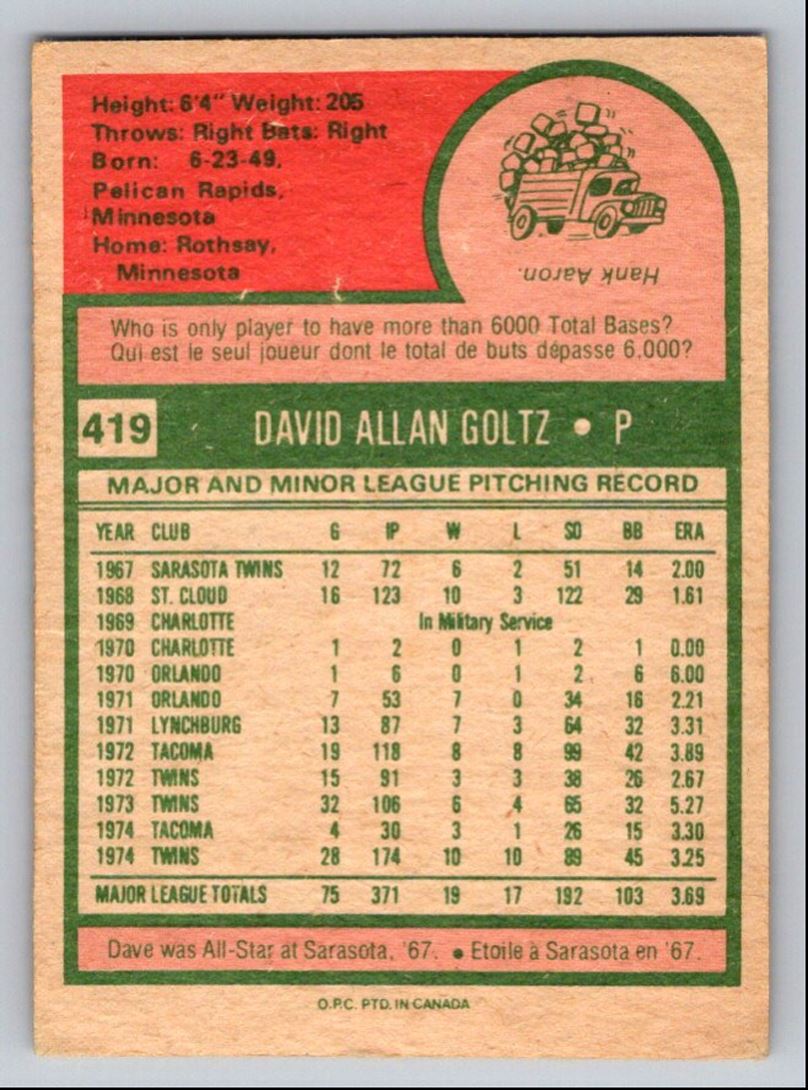 Height: 6'4" Weight: 205
Throws: Right Bats: Right
Born: 6-23-49,
Pelican Rapids,
Minnesota
Home: Rothsay,
Minnesota
Hank Aaron.
Who is only player to have more than 6000 Total Bases?
Qui est le seul joueur dont le total de buts dépasse 6,000?
419 DAVID ALLAN GOLTZ • P
MAJOR AND MINOR LEAGUE PITCHING RECORD
YEAR CLUB G IP W L SO BB ERA
1967 SARASOTA TWINS 12 72 6 2 51 14 2.00
1968 ST. CLOUD 16 123 10 3 122 29 1.61
1969 CHARLOTTE In Military Service
1970 CHARLOTTE 1 2 0 1 2 1 0.00
1970 ORLANDO 1 6 0 1 2 6 6.00
1971 ORLANDO 7 53 7 0 34 16 2.21
1971 LYNCHBURG 13 87 7 3 64 32 3.31
1972 TACOMA 19 118 8 8 99 42 3.89
1972 TWINS 15 91 3 3 38 26 2.67
1973 TWINS 32 106 6 4 65 32 5.27
1974 TACOMA 4 30 3 1 26 15 3.30
1974 TWINS 28 174 10 10 89 45 3.25
MAJOR LEAGUE TOTALS 75 371 19 17 192 103 3.69
Dave was All-Star at Sarasota, '67. • Etoile à Sarasota en '67.
O.P.C. PTD. IN CANADA